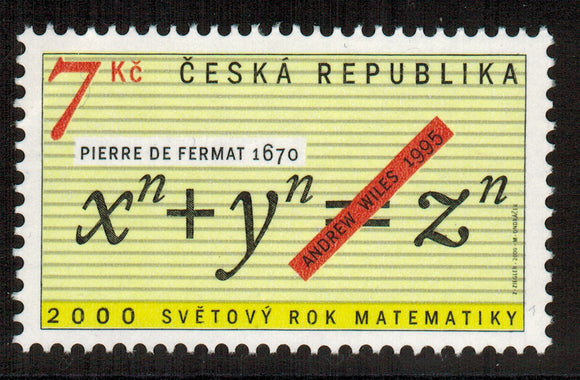 7 Kč ČESKÁ REPUBLIKA
PIERRE DE FERMAT 1670
xⁿ + yⁿ = zⁿ
ANDREW WILES 1995
2000 SVĚTOVÝ ROK MATEMATIKY